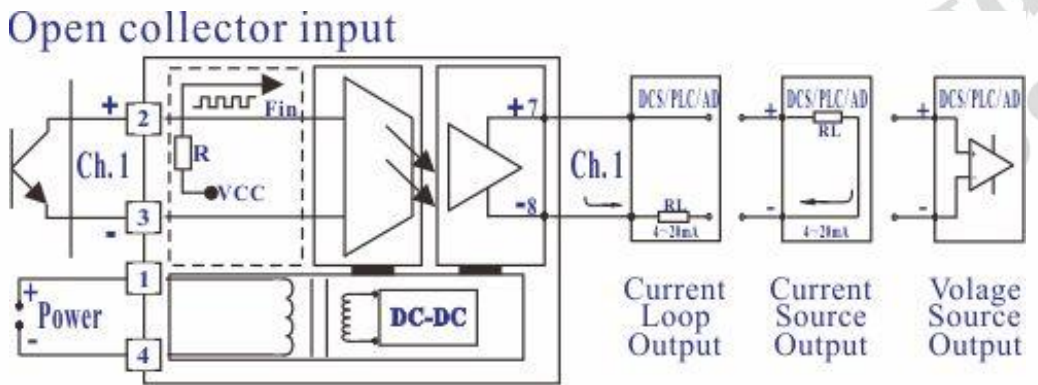 Open collector input
+ 2 Fin +7 DCS/PLC/AD + DCS/PLC/AD + DCS/PLC/AD
RL
Ch.1 R Ch.1
VCC
- 3 -8 RL - -
4~20mA 4~20mA
1
+
Power DC-DC
-
4
Current Loop Output
Current Source Output
Volage Source Output